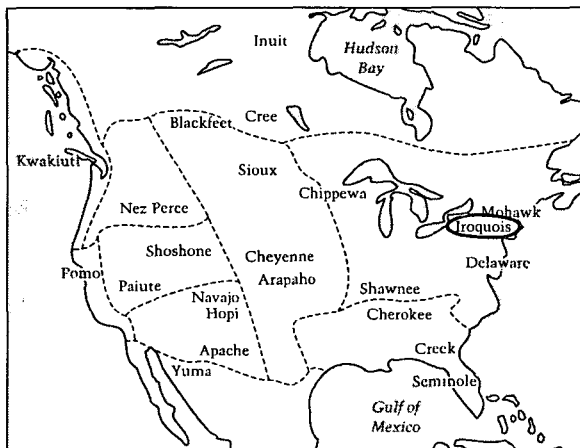 Inuit
Hudson
Bay
Blackfeet
Cree
Kwakiutl
Sioux
Chippewa
Nez Perce
Mohawk
Iroquois
Shoshone
Cheyenne
Delaware
Pomo
Arapaho
Paiute
Navajo
Shawnee
Hopi
Cherokee
Apache
Creek
Yuma
Seminole
Gulf of
Mexico